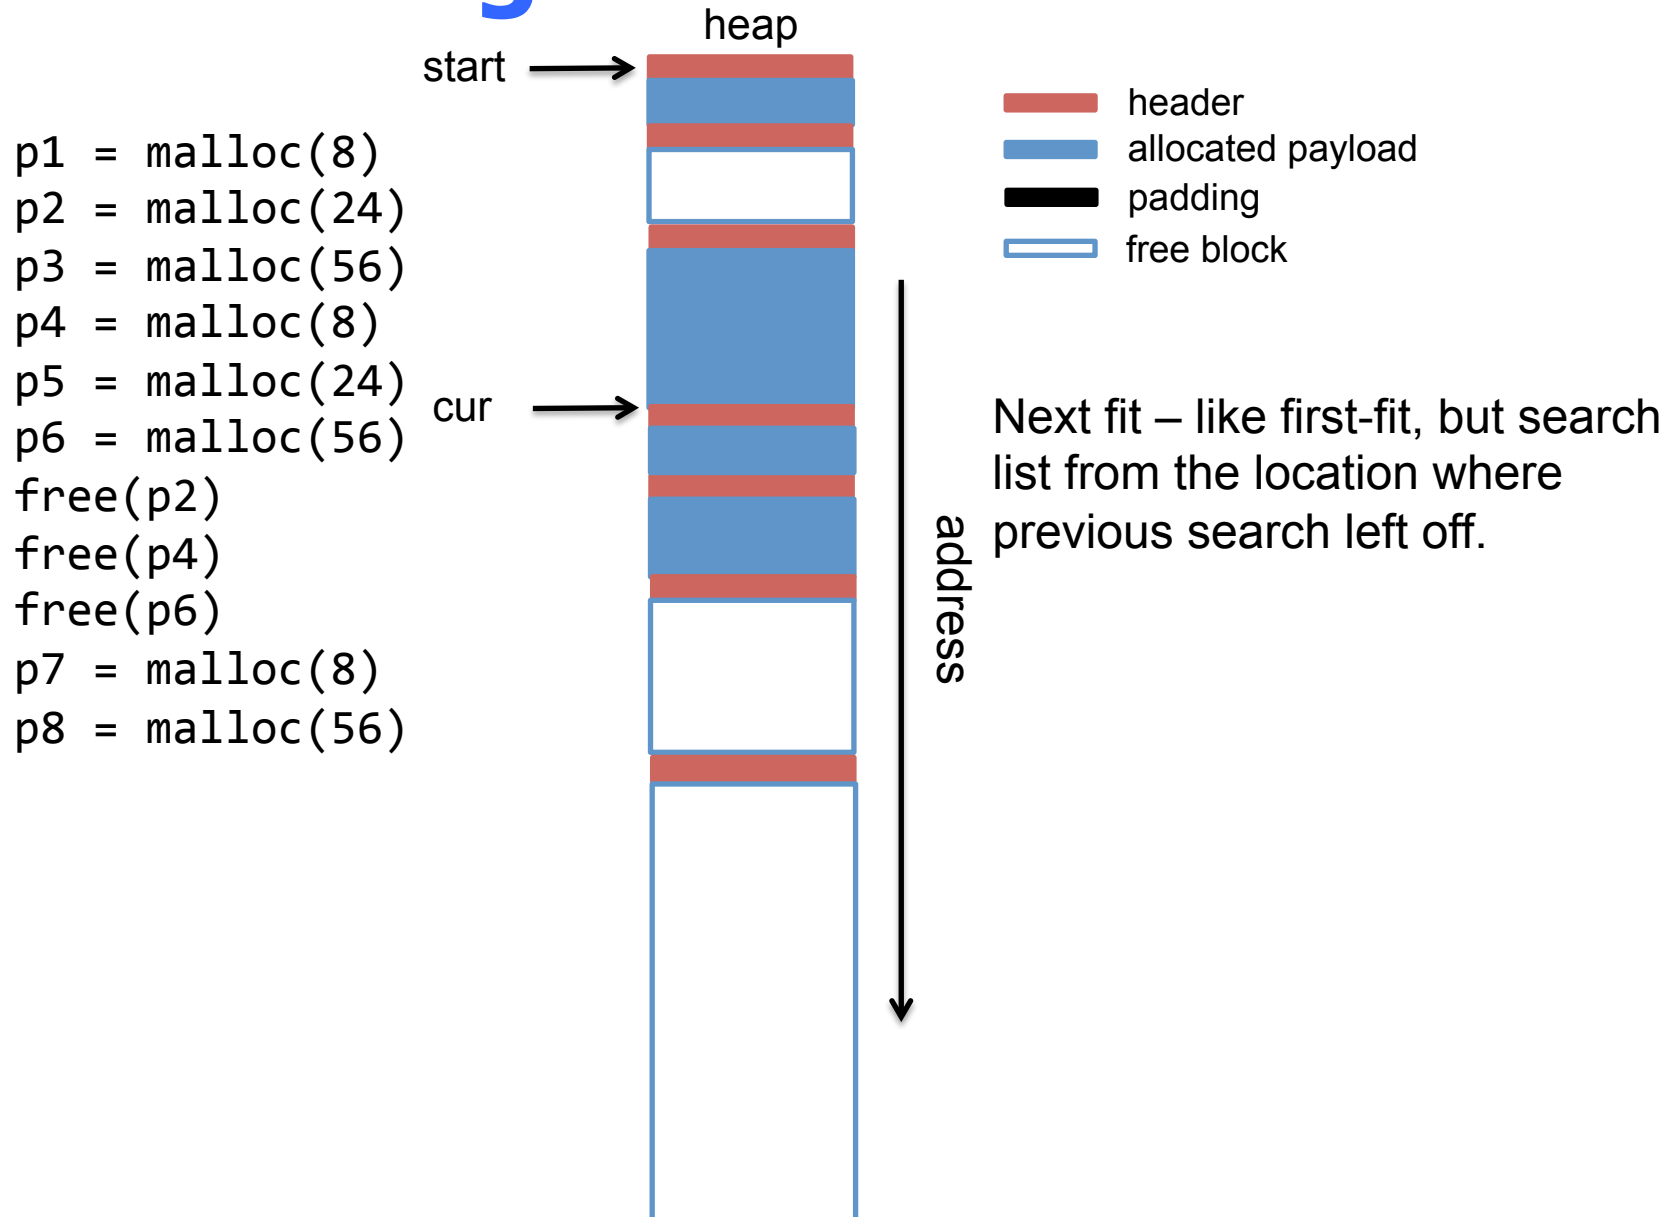 heap
start
header
allocated payload
padding
free block
p1 = malloc(8)
p2 = malloc(24)
p3 = malloc(56)
p4 = malloc(8)
p5 = malloc(24)
p6 = malloc(56)
free(p2)
free(p4)
free(p6)
p7 = malloc(8)
p8 = malloc(56)
cur
address
Next fit – like first-fit, but search
list from the location where
previous search left off.